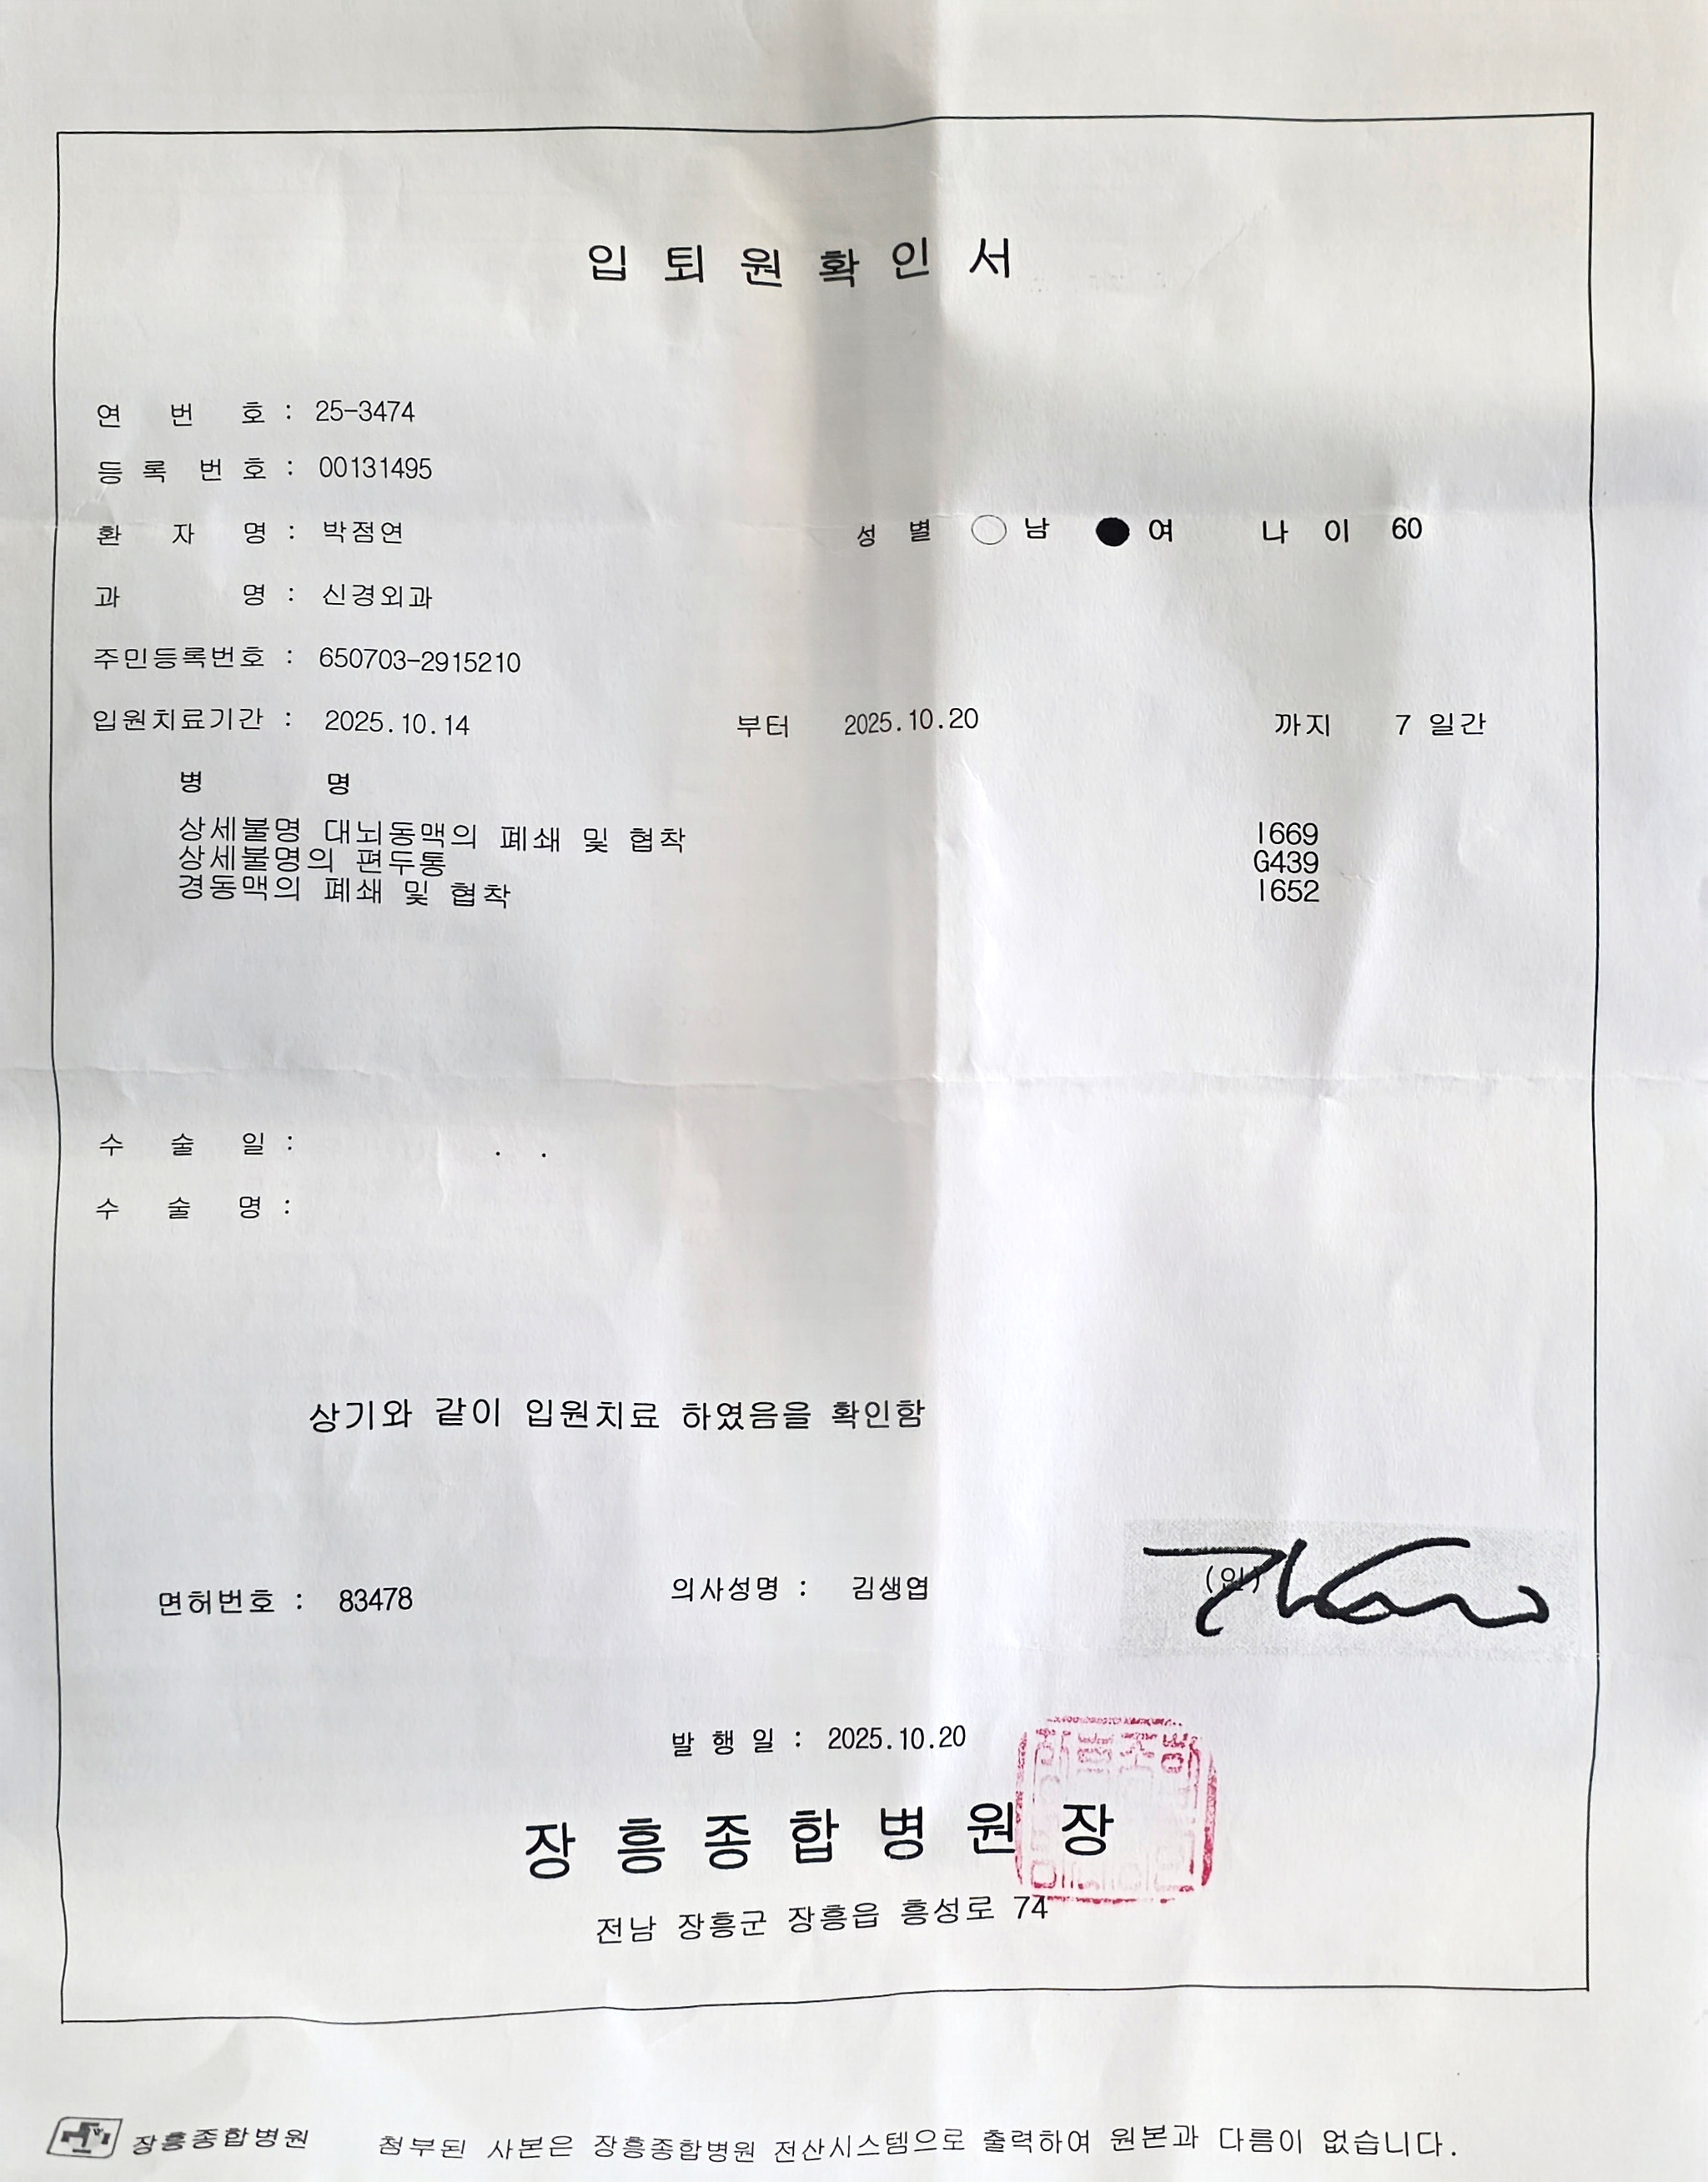 입 퇴 원 확 인 서
연 번 호 : 25-3474
등 록 번 호 : 00131495
환 자 명 : 박점연 성 별 남 여 나 이 60
과 명 : 신경외과
주민등록번호 : 650703-2915210
입원치료기간 : 2025.10.14 부터 2025.10.20 까지 7 일간
병 명
상세불명 대뇌동맥의 폐쇄 및 협착 I669
상세불명의 편두통 G439
경동맥의 폐쇄 및 협착 I652
수 술 일 : . .
수 술 명 :
상기와 같이 입원치료 하였음을 확인함
면허번호 : 83478 의사성명 : 김생엽 (인)
발 행 일 : 2025.10.20
장 흥 종 합 병 원 장
전남 장흥군 장흥읍 흥성로 74
장흥종합병원 첨부된 사본은 장흥종합병원 전산시스템으로 출력하여 원본과 다름이 없습니다.